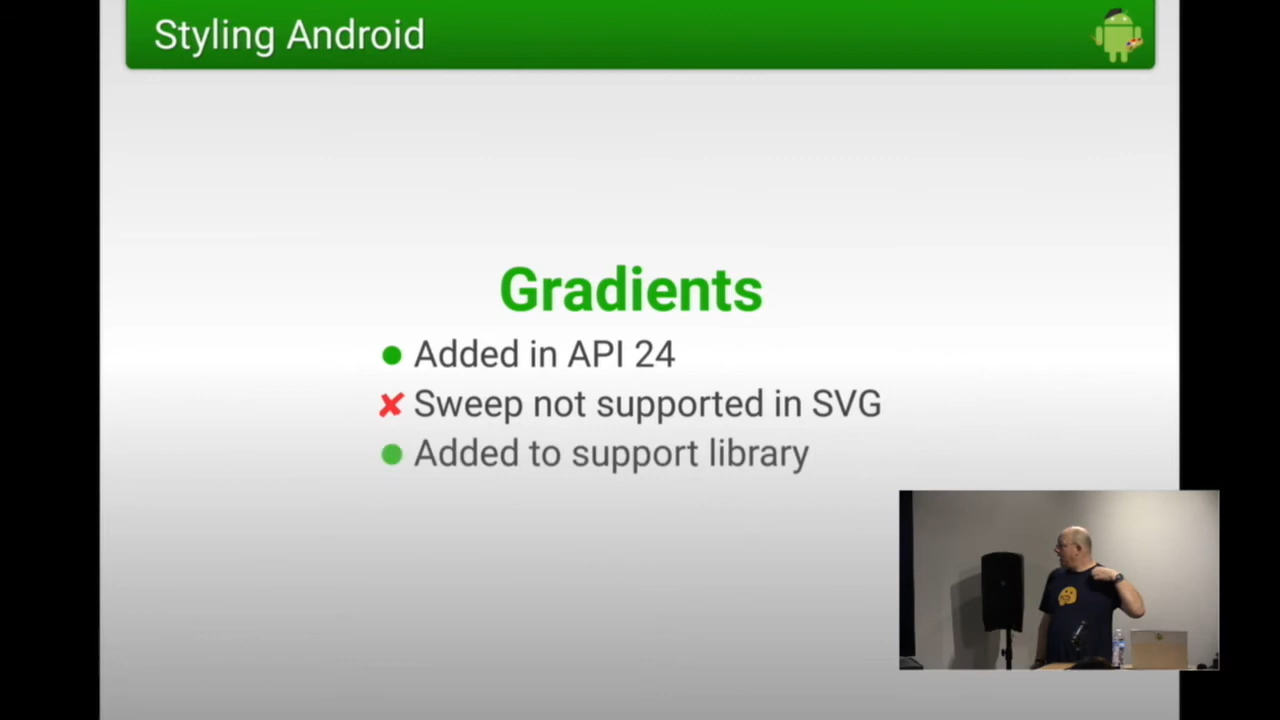 Styling Android
Gradients
Added in API 24
Sweep not supported in SVG
Added to support library